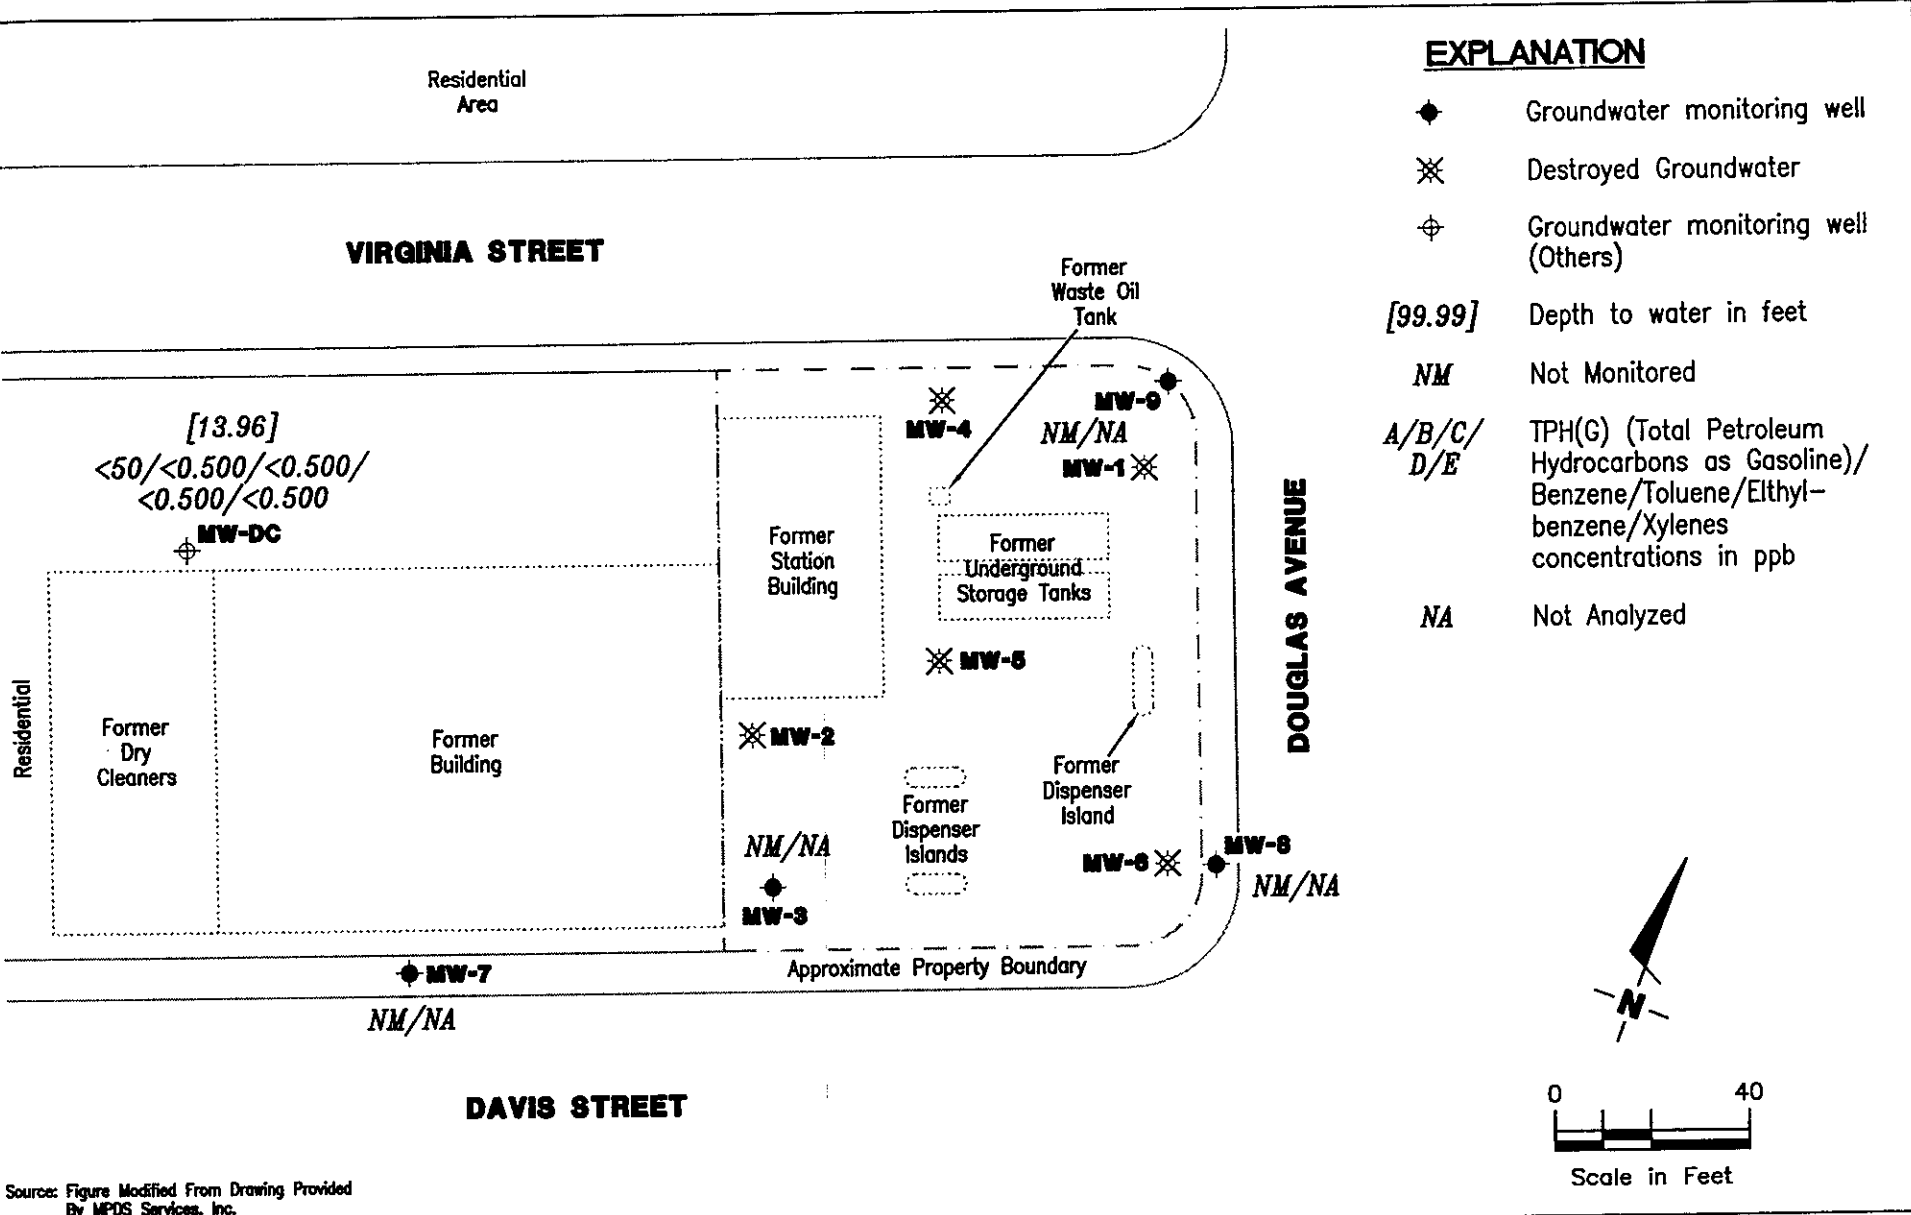 Residential
Area
VIRGINIA STREET
Former
Waste Oil
Tank
[13.96]
<50/<0.500/<0.500/
<0.500/<0.500
MW-DC
MW-4
MW-9
NM/NA
MW-1
Former
Station
Building
Former
Underground
Storage Tanks
MW-5
MW-2
Residential
Former
Dry
Cleaners
Former
Building
Former
Dispenser
Islands
Former
Dispenser
Island
NM/NA
MW-3
MW-6
MW-8
NM/NA
DOUGLAS AVENUE
MW-7
NM/NA
Approximate Property Boundary
DAVIS STREET
Source: Figure Modified From Drawing Provided
By MPDS Services, Inc.
EXPLANATION
Groundwater monitoring well
Destroyed Groundwater
Groundwater monitoring well
(Others)
[99.99] Depth to water in feet
NM Not Monitored
A/B/C/ TPH(G) (Total Petroleum
D/E Hydrocarbons as Gasoline)/
Benzene/Toluene/Elthyl-
benzene/Xylenes
concentrations in ppb
NA Not Analyzed
N
0 40
Scale in Feet